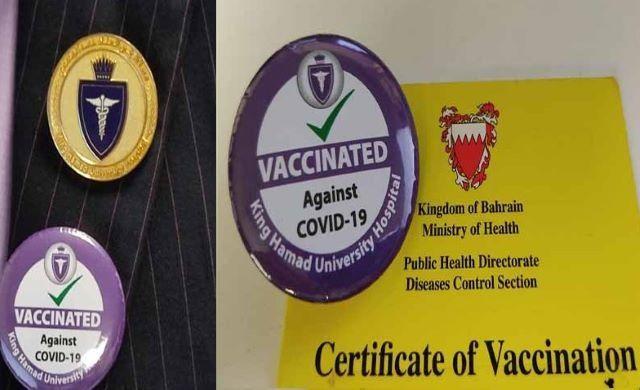 VACCINATED
Against
COVID-19
King Hamad University
VACCINATED
Against
COVID-19
King Hamad University Hospital
Kingdom of Bahrain
Ministry of Health
Public Health Directorate
Diseases Control Section
Certificate of Vaccination